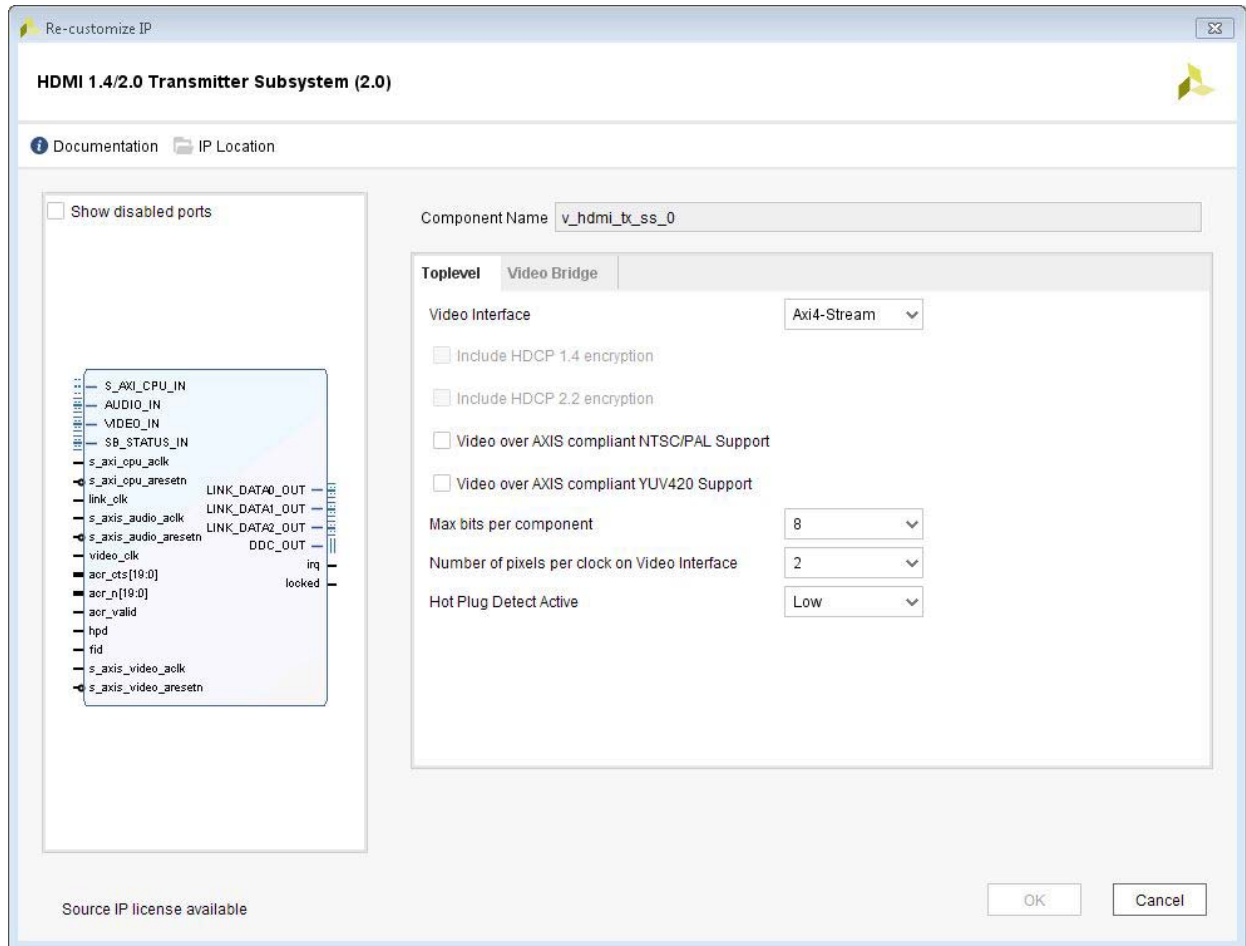 Re-customize IP
HDMI 1.4/2.0 Transmitter Subsystem (2.0)
Documentation IP Location
Show disabled ports
S_AXI_CPU_IN
AUDIO_IN
VIDEO_IN
SB_STATUS_IN
s_axi_cpu_aclk
s_axi_cpu_aresetn
link_clk
s_axis_audio_aclk
s_axis_audio_aresetn
video_clk
acr_cts[19:0]
acr_n[19:0]
acr_valid
hpd
fid
s_axis_video_aclk
s_axis_video_aresetn
LINK_DATA0_OUT
LINK_DATA1_OUT
LINK_DATA2_OUT
DDC_OUT
irq
locked
Component Name v_hdmi_tx_ss_0
Toplevel Video Bridge
Video Interface Axi4-Stream
Include HDCP 1.4 encryption
Include HDCP 2.2 encryption
Video over AXIS compliant NTSC/PAL Support
Video over AXIS compliant YUV420 Support
Max bits per component 8
Number of pixels per clock on Video Interface 2
Hot Plug Detect Active Low
Source IP license available
OK Cancel